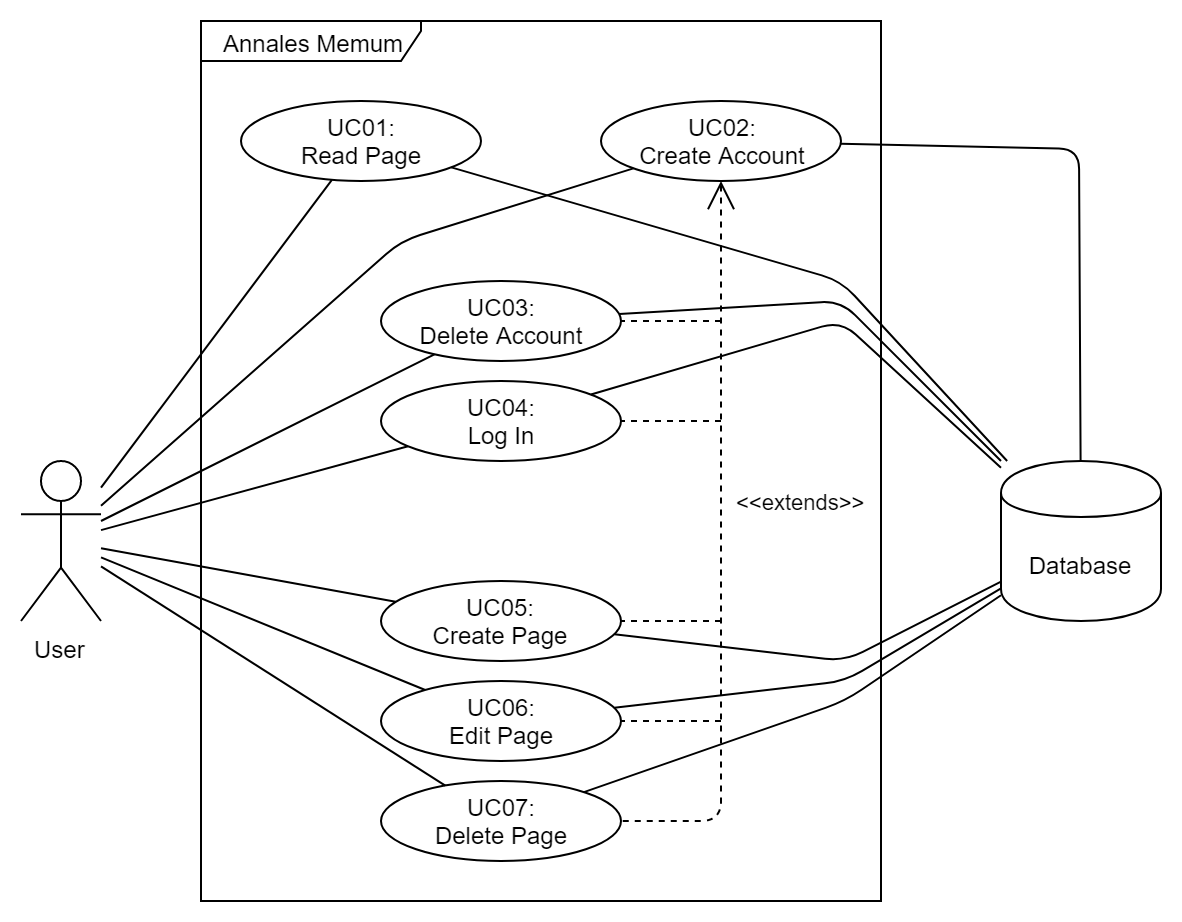 Annales Memum
UC01:
Read Page
UC02:
Create Account
UC03:
Delete Account
UC04:
Log In
<<extends>>
Database
UC05:
Create Page
User
UC06:
Edit Page
UC07:
Delete Page